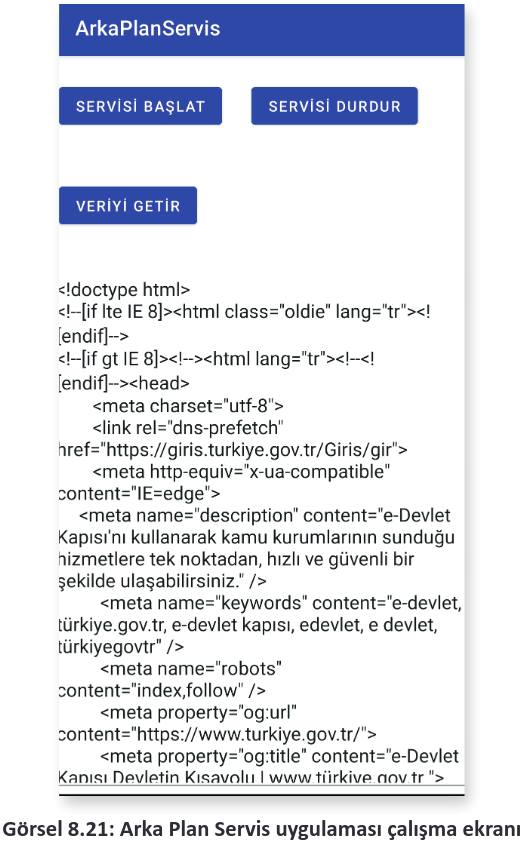 ArkaPlanServis
SERVİSİ BAŞLAT
SERVİSİ DURDUR
VERİYİ GETİR
<!doctype html>
<!--[if lte IE 8]><html class="oldie" lang="tr"><!
[endif]-->
<!--[if gt IE 8]><!--><html lang="tr"><!--<!
[endif]--><head>
<meta charset="utf-8">
<link rel="dns-prefetch"
href="https://giris.turkiye.gov.tr/Giris/gir">
<meta http-equiv="x-ua-compatible"
content="IE=edge">
<meta name="description" content="e-Devlet
Kapısı'nı kullanarak kamu kurumlarının sunduğu
hizmetlere tek noktadan, hızlı ve güvenli bir
şekilde ulaşabilirsiniz." />
<meta name="keywords" content="e-devlet,
türkiye.gov.tr, e-devlet kapısı, edevlet, e devlet,
türkiyegovtr" />
<meta name="robots"
content="index,follow" />
<meta property="og:url"
content="https://www.turkiye.gov.tr/">
<meta property="og:title" content="e-Devlet
Kapısı Devletin Kısayolu | www.türkiye.gov.tr ">
Görsel 8.21: Arka Plan Servis uygulaması çalışma ekranı